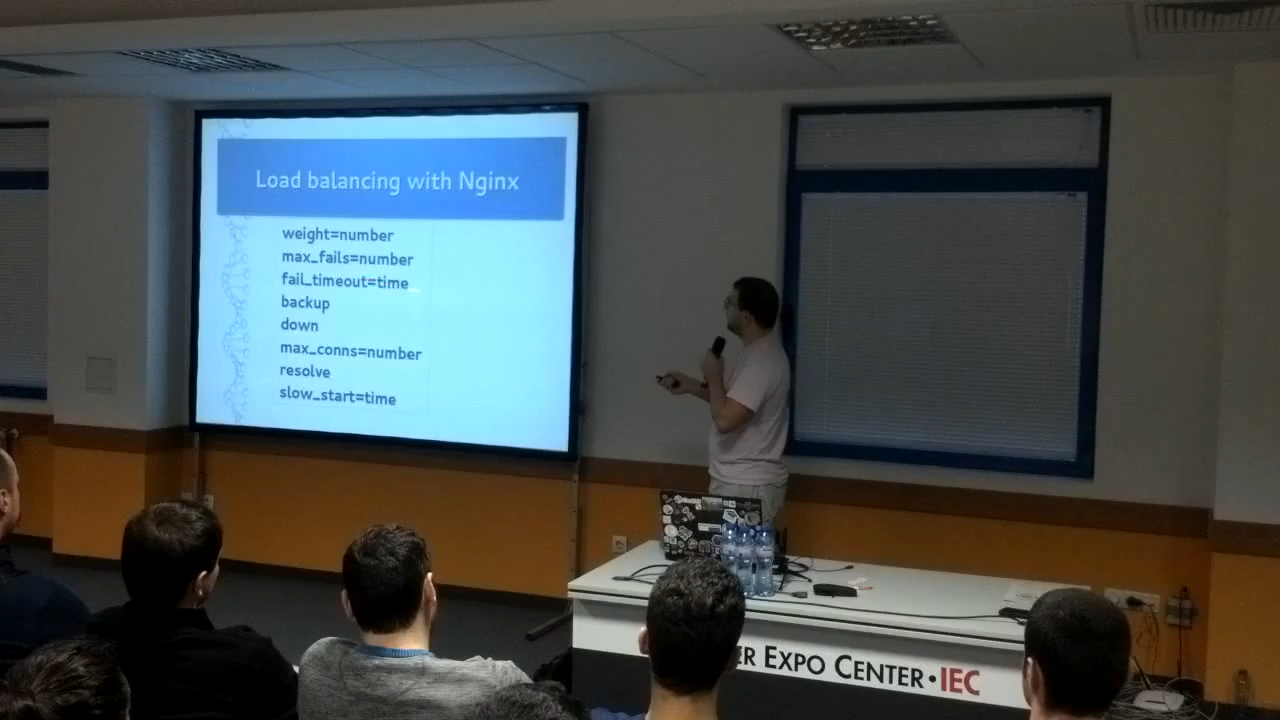 Load balancing with Nginx
weight=number
max_fails=number
fail_timeout=time
backup
down
max_conns=number
resolve
slow_start=time
EXPO CENTER • IEC